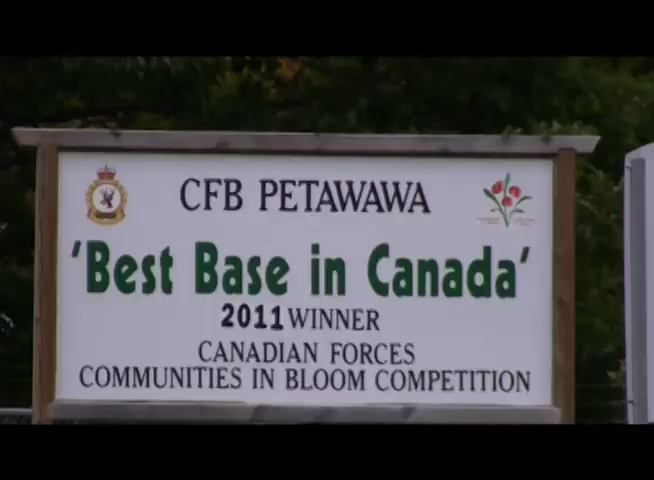 CFB PETAWAWA
'Best Base in Canada'
2011 WINNER
CANADIAN FORCES
COMMUNITIES IN BLOOM COMPETITION